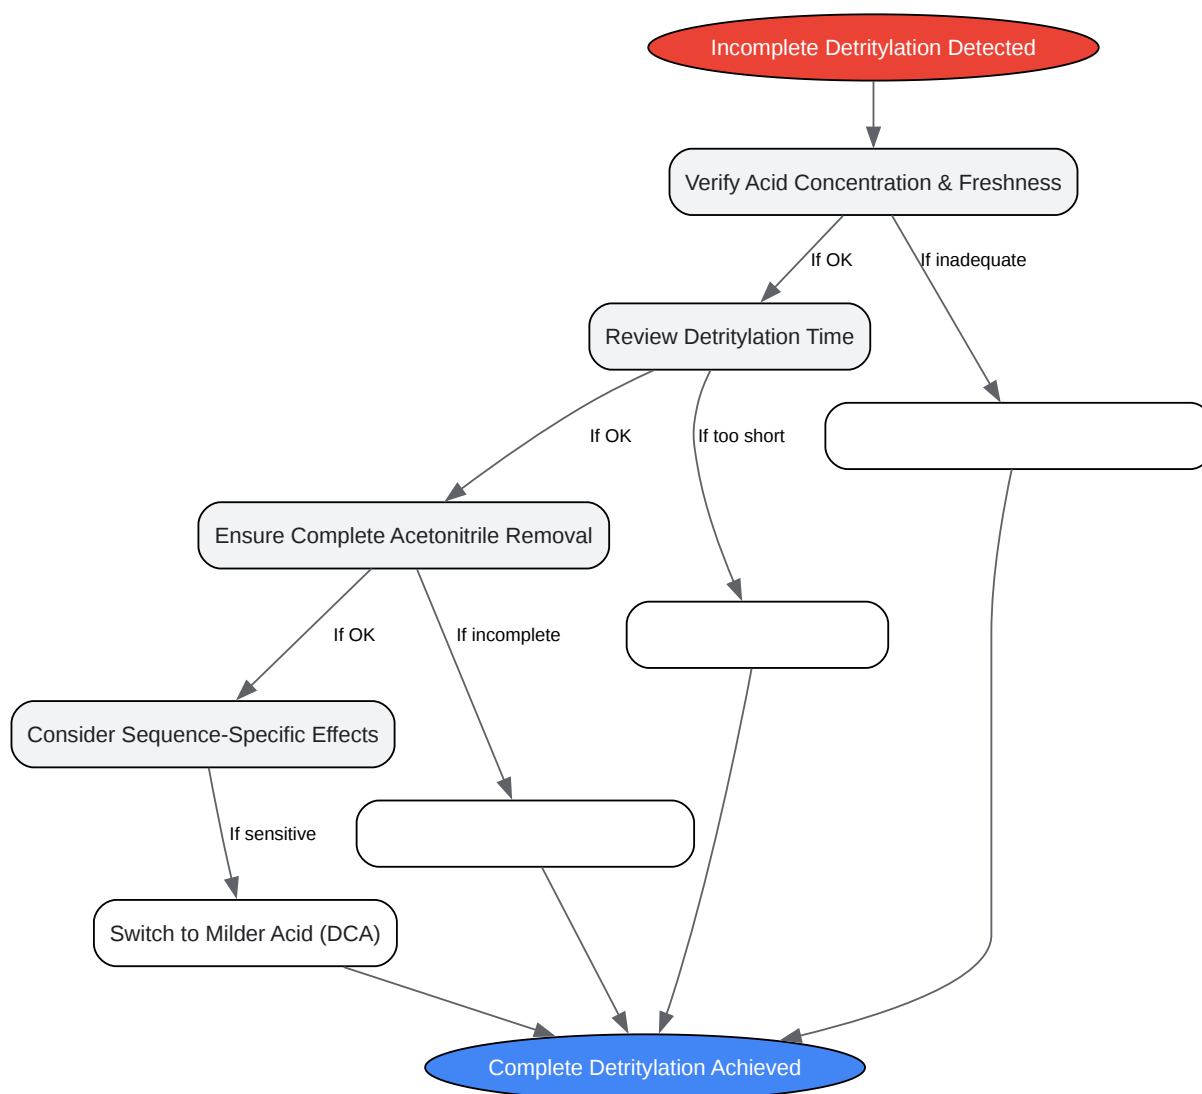 Incomplete Detritylation Detected
Verify Acid Concentration & Freshness
If OK
If inadequate
Review Detritylation Time
If OK
If too short
Ensure Complete Acetonitrile Removal
If OK
If incomplete
Consider Sequence-Specific Effects
If sensitive
Switch to Milder Acid (DCA)
Complete Detritylation Achieved